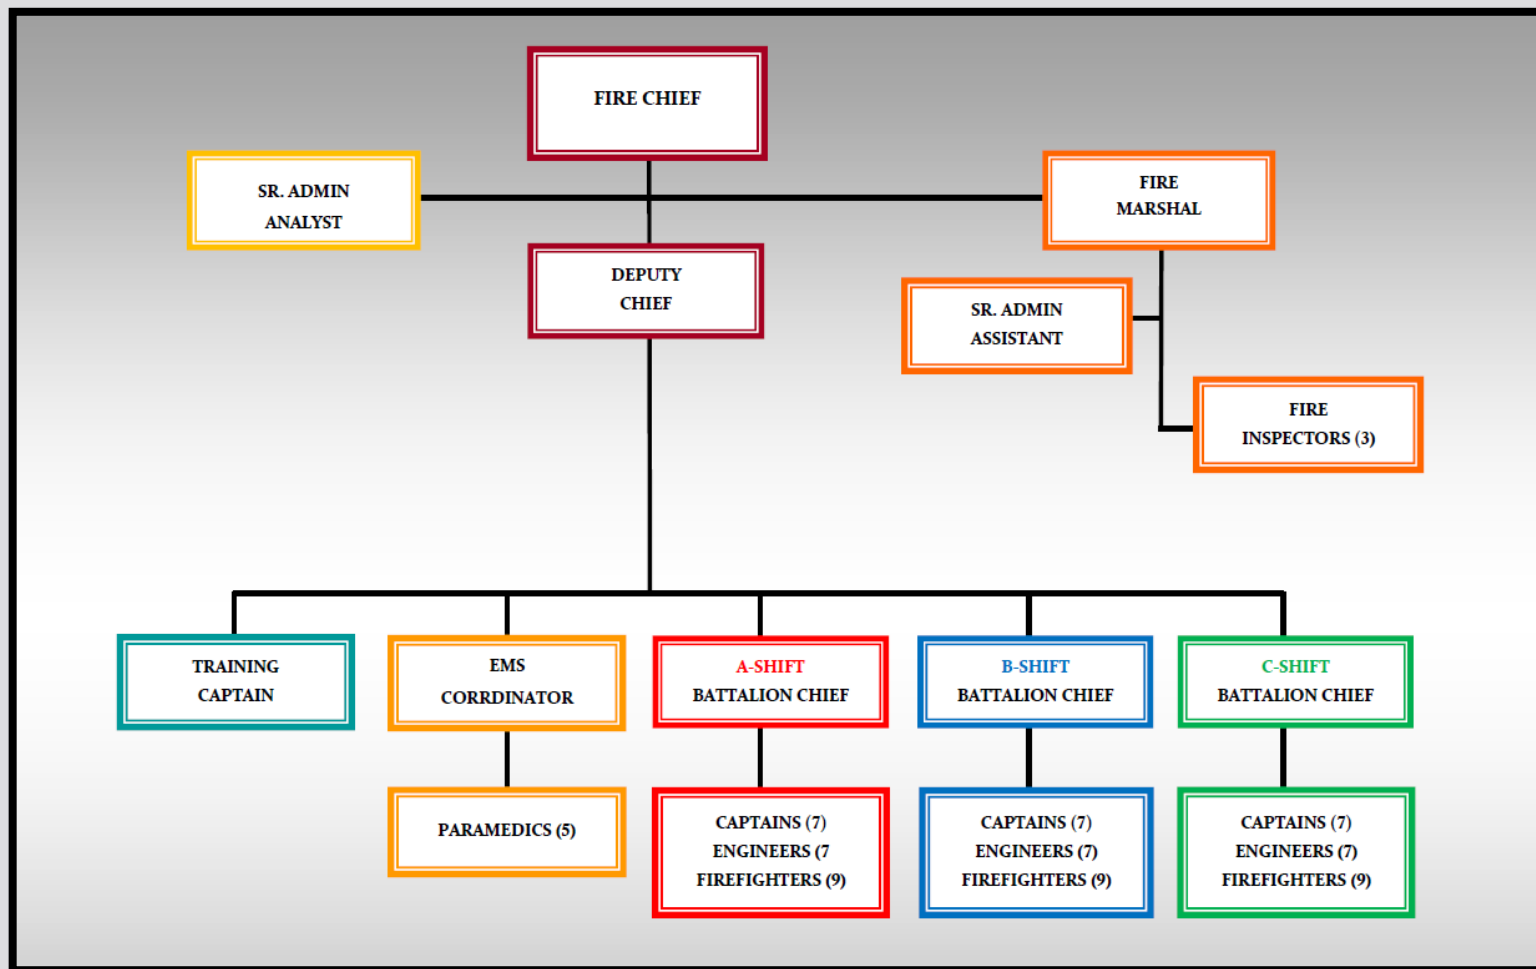 FIRE CHIEF
SR. ADMIN
ANALYST
FIRE
MARSHAL
DEPUTY
CHIEF
SR. ADMIN
ASSISTANT
FIRE
INSPECTORS (3)
TRAINING
CAPTAIN
EMS
CORRDINATOR
A-SHIFT
BATTALION CHIEF
B-SHIFT
BATTALION CHIEF
C-SHIFT
BATTALION CHIEF
PARAMEDICS (5)
CAPTAINS (7)
ENGINEERS (7
FIREFIGHTERS (9)
CAPTAINS (7)
ENGINEERS (7)
FIREFIGHTERS (9)
CAPTAINS (7)
ENGINEERS (7)
FIREFIGHTERS (9)